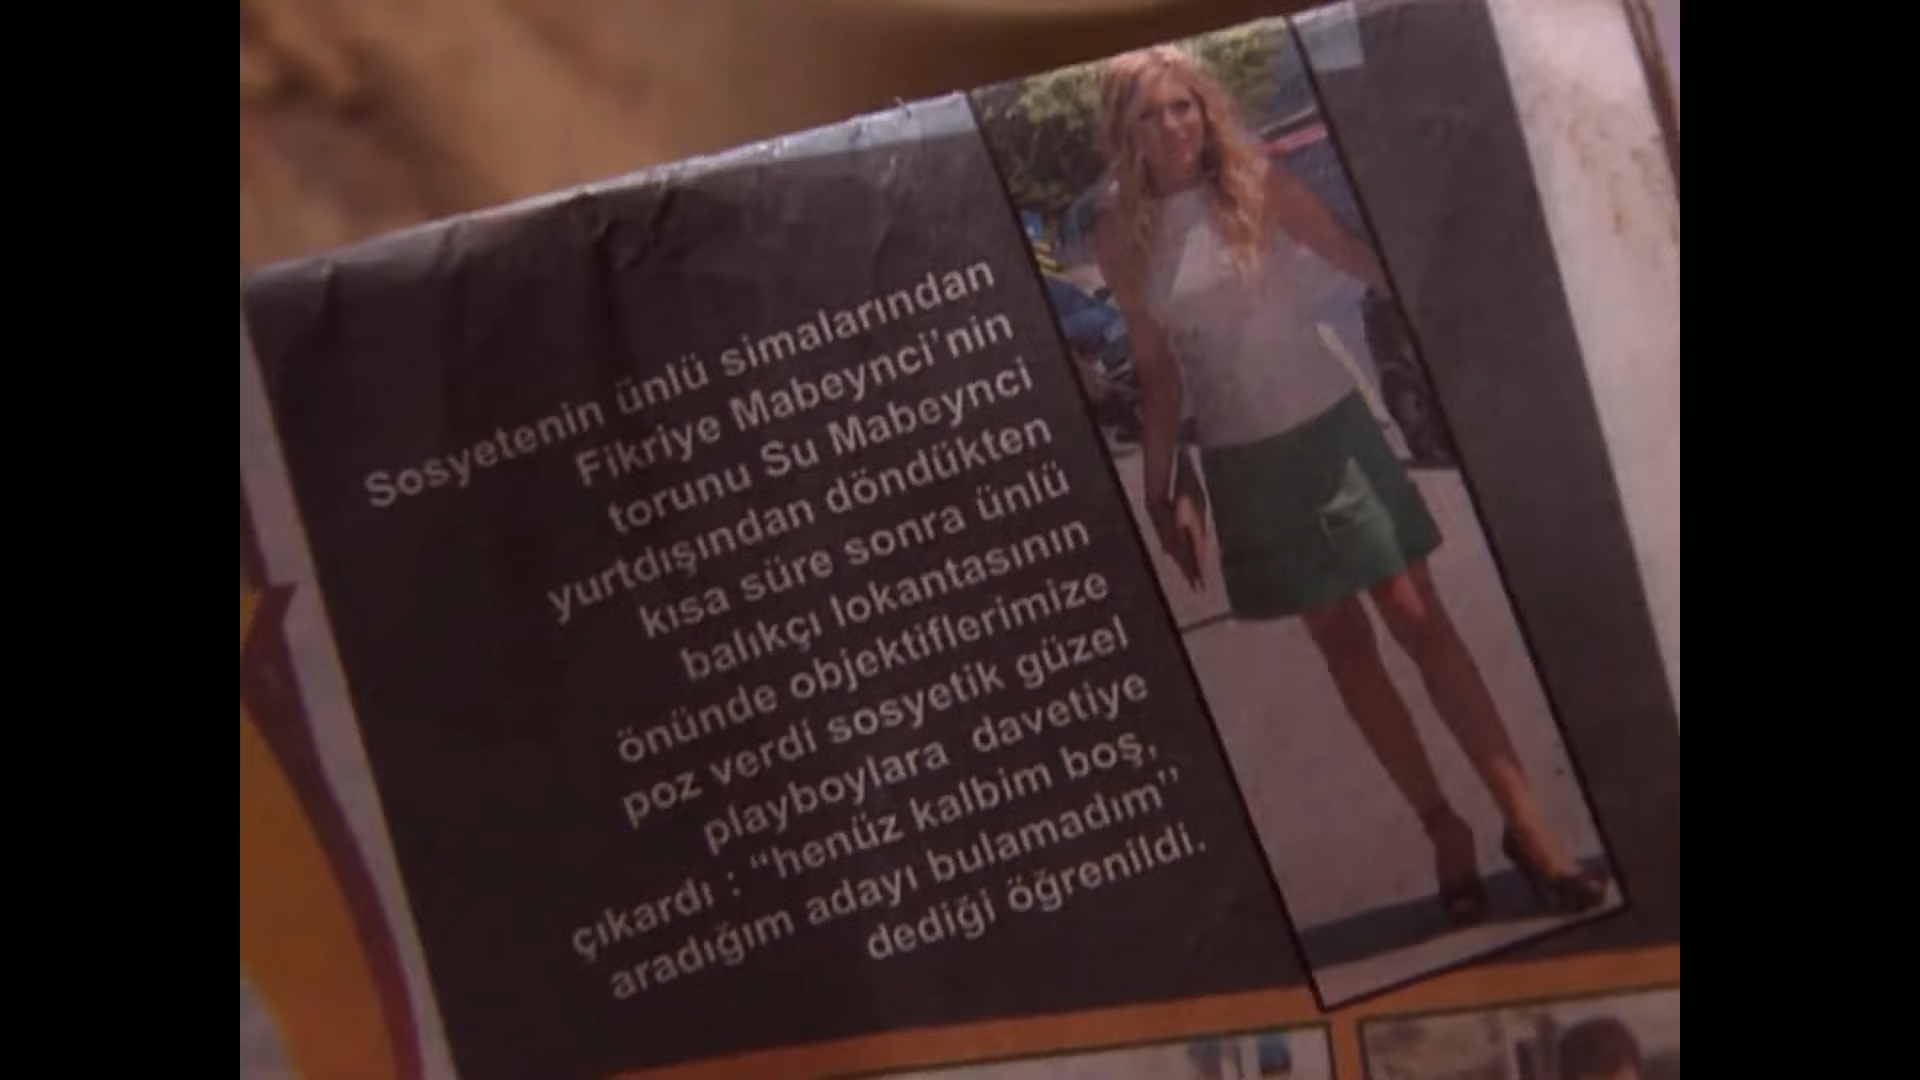 Sosyetenin ünlü simalarından
Fikriye Mabeynci'nin
torunu Su Mabeynci
yurtdışından döndükten
kısa süre sonra ünlü
balıkçı lokantasının
önünde objektiflerimize
poz verdi sosyetik güzel
playboylara davetiye
çıkardı : “henüz kalbim boş,
aradığım adayı bulamadım”
dediği öğrenildi.